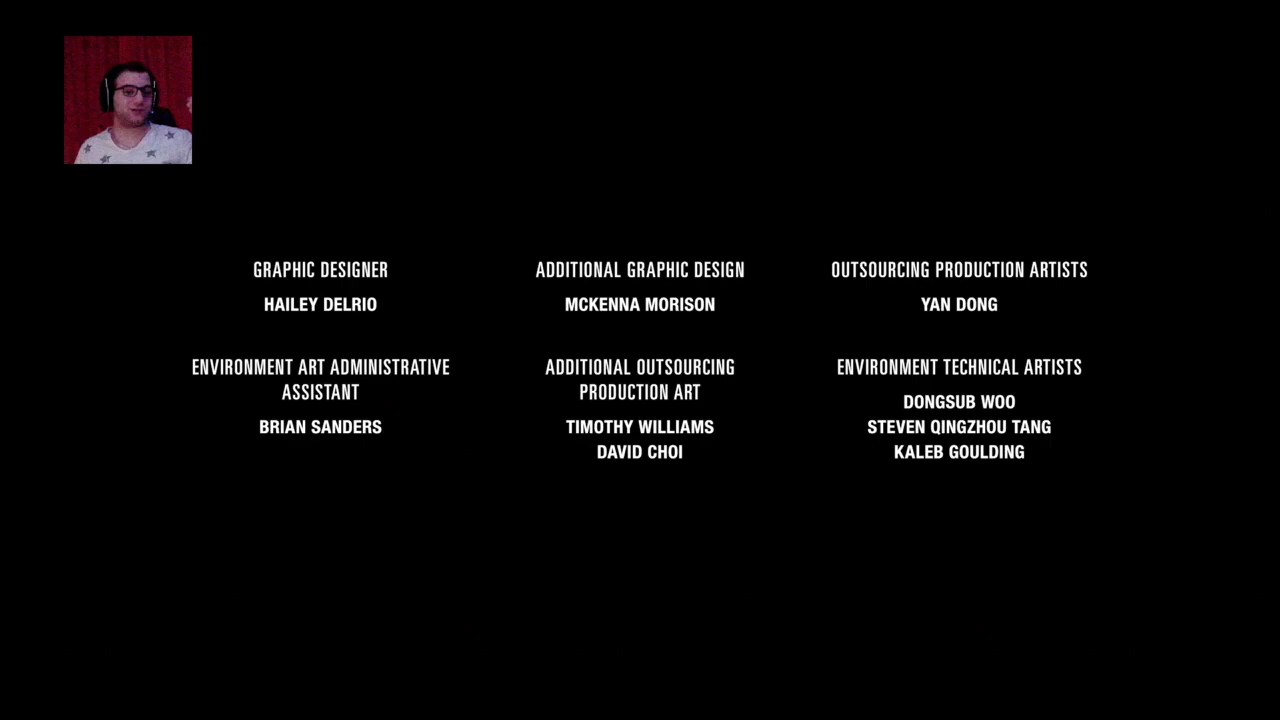 GRAPHIC DESIGNER
HAILEY DELRIO
ADDITIONAL GRAPHIC DESIGN
MCKENNA MORISON
OUTSOURCING PRODUCTION ARTISTS
YAN DONG
ENVIRONMENT ART ADMINISTRATIVE
ASSISTANT
BRIAN SANDERS
ADDITIONAL OUTSOURCING
PRODUCTION ART
TIMOTHY WILLIAMS
DAVID CHOI
ENVIRONMENT TECHNICAL ARTISTS
DONGSUB WOO
STEVEN QINGZHOU TANG
KALEB GOULDING